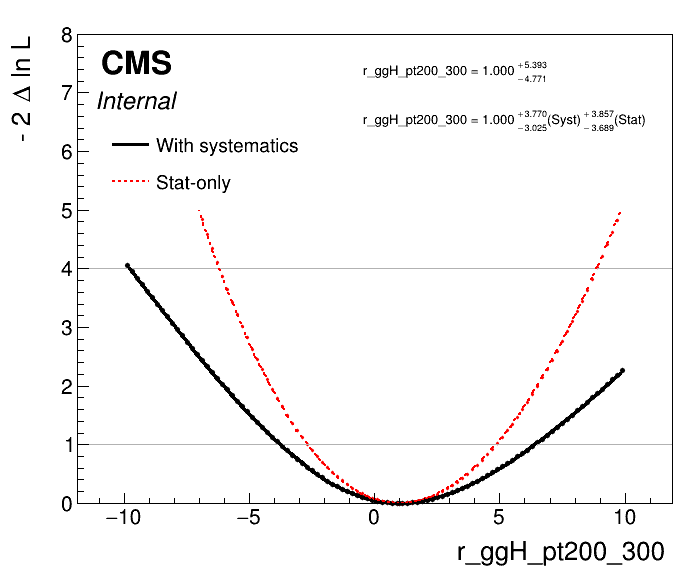 CMS
Internal
With systematics
Stat-only
r_ggH_pt200_300 = 1.000 +5.393 −4.771
r_ggH_pt200_300 = 1.000 +3.770 −3.025 (Syst) +3.857 −3.689 (Stat)
- 2 Δ ln L
8
7
6
5
4
3
2
1
0
−10 −5 0 5 10
r_ggH_pt200_300